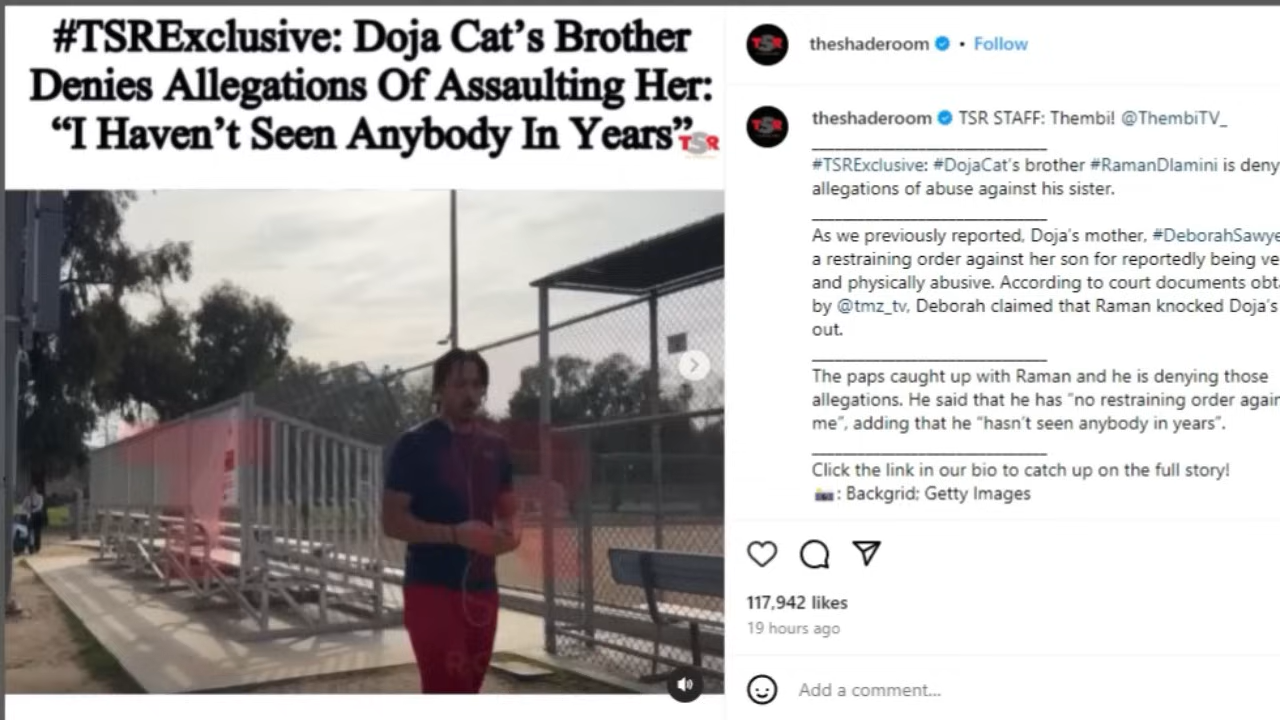 #TSRExclusive: Doja Cat’s Brother
Denies Allegations Of Assaulting Her:
“I Haven’t Seen Anybody In Years”
TSR
TSR
theshaderoom • Follow
TSR
theshaderoom TSR STAFF: Thembi! @ThembiTV_
#TSRExclusive: #DojaCat’s brother #RamanDlamini is deny
allegations of abuse against his sister.
As we previously reported, Doja’s mother, #DeborahSawye
a restraining order against her son for reportedly being ve
and physically abusive. According to court documents obt
by @tmz_tv, Deborah claimed that Raman knocked Doja’s
out.
The paps caught up with Raman and he is denying those
allegations. He said that he has “no restraining order again
me”, adding that he “hasn’t seen anybody in years”.
Click the link in our bio to catch up on the full story!
📸: Backgrid; Getty Images
117,942 likes
19 hours ago
Add a comment...